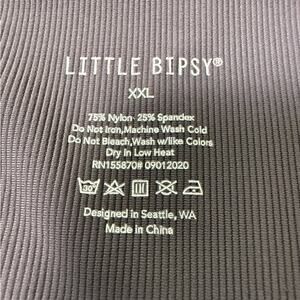 LITTLE BIPSY®
XXL
75% Nylon· 25% Spandex
Do Not Iron,Machine Wash Cold
Do Not Bleach,Wash w/like Colors
Dry in Low Heat
RN155870# 09012020
30
Designed in Seattle, WA
Made in China